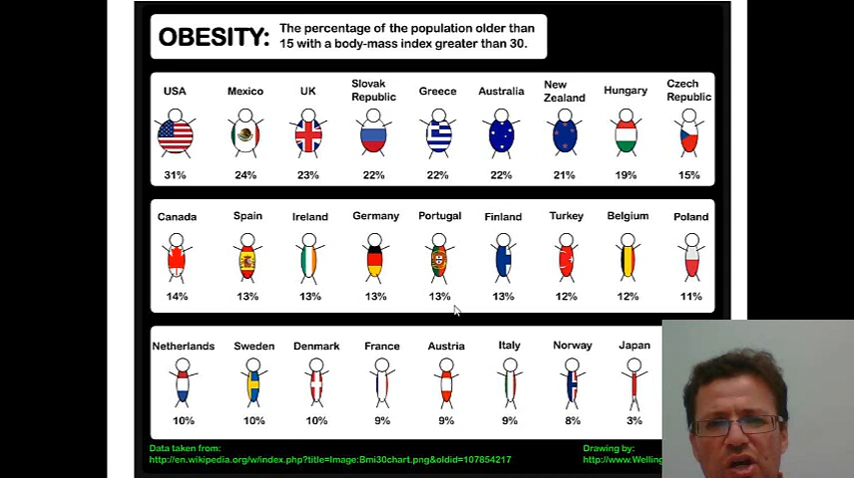 OBESITY: The percentage of the population older than
15 with a body-mass index greater than 30.
USA Mexico UK Slovak Republic Greece Australia New Zealand Hungary Czech Republic
31% 24% 23% 22% 22% 22% 21% 19% 15%
Canada Spain Ireland Germany Portugal Finland Turkey Belgium Poland
14% 13% 13% 13% 13% 13% 12% 12% 11%
Netherlands Sweden Denmark France Austria Italy Norway Japan
10% 10% 10% 9% 9% 9% 8% 3%
Data taken from: Drawing by:
http://en.wikipedia.org/w/index.php?title=Image:Bmi30chart.png&oldid=107854217 http://www.Welling